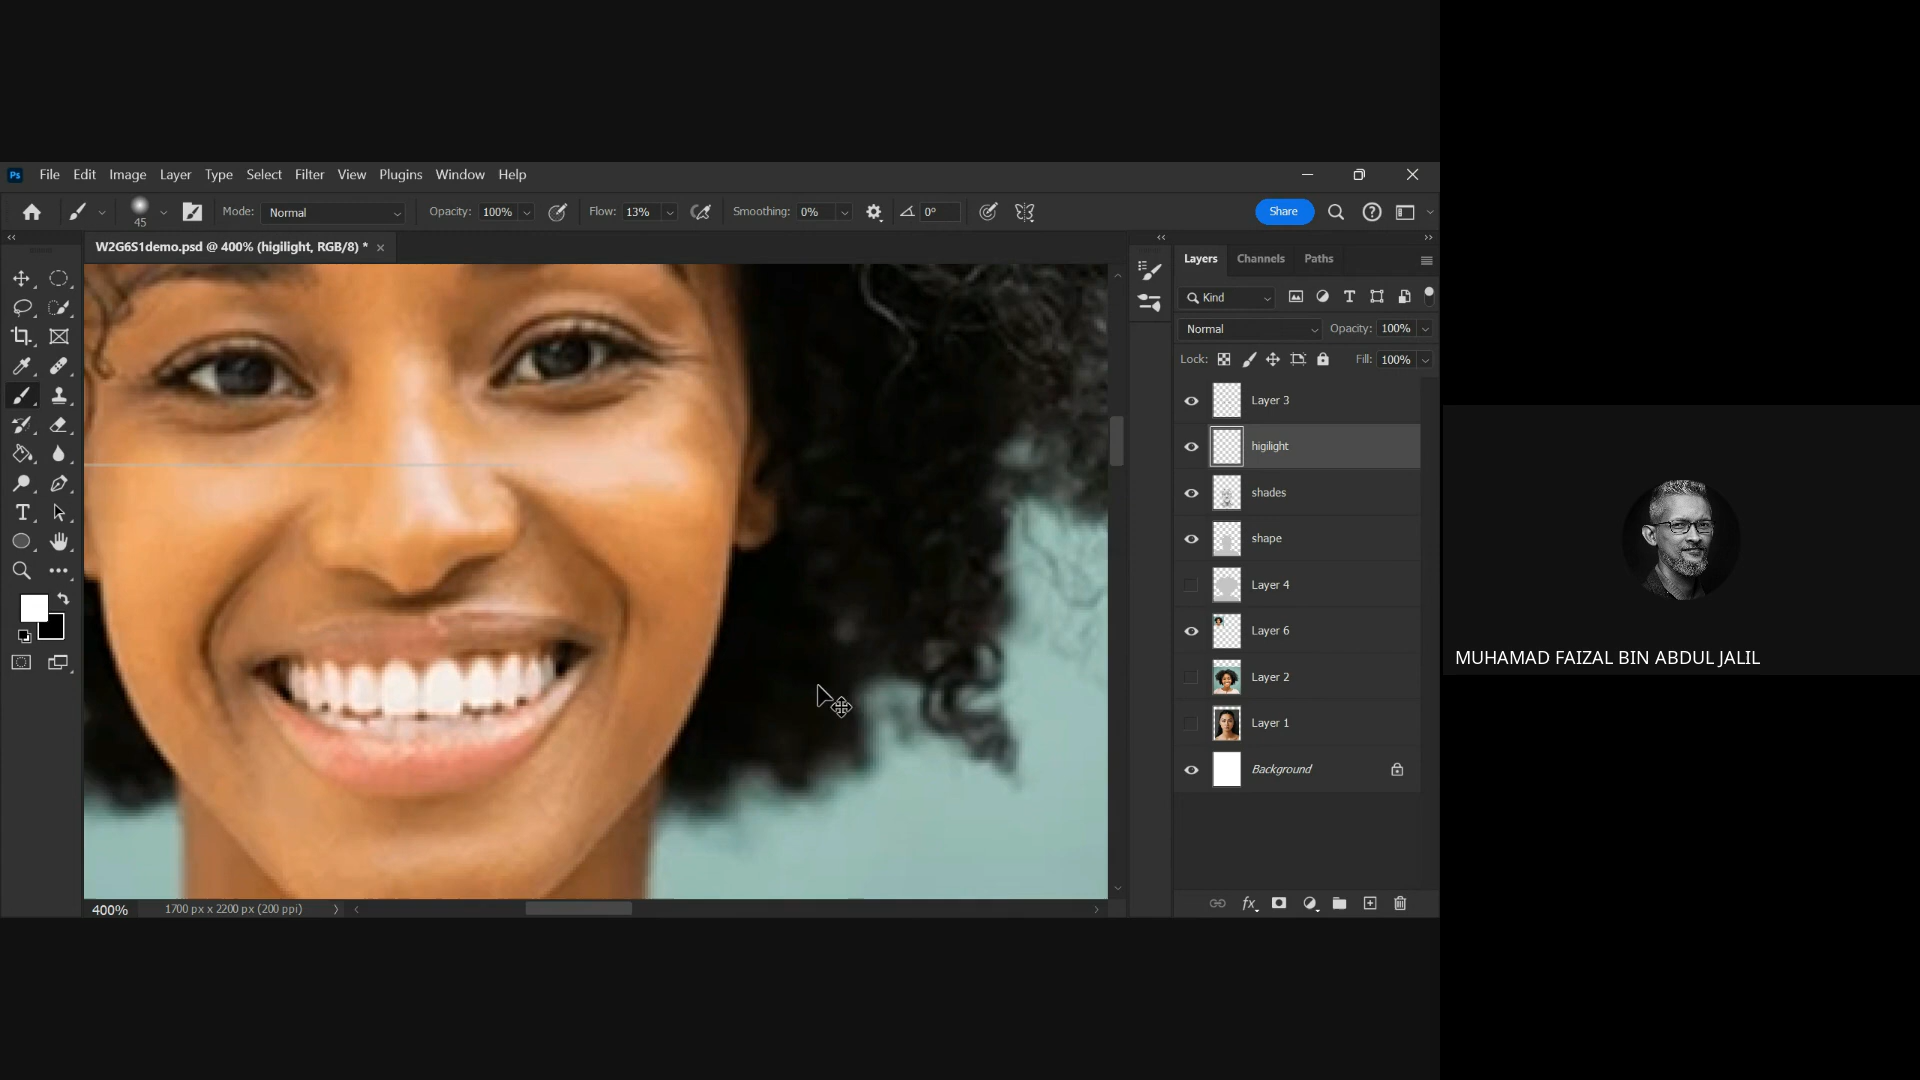 Ps File Edit Image Layer Type Select Filter View Plugins Window Help
45 Mode: Normal Opacity: 100% Flow: 13% Smoothing: 0% 0° Share
W2G6S1demo.psd @ 400% (higilight, RGB/8) *
Layers Channels Paths
Kind
Normal Opacity: 100%
Lock: Fill: 100%
Layer 3
higilight
shades
shape
Layer 4
Layer 6
Layer 2
Layer 1
Background
fx
400% 1700 px x 2200 px (200 ppi)
MUHAMAD FAIZAL BIN ABDUL JALIL